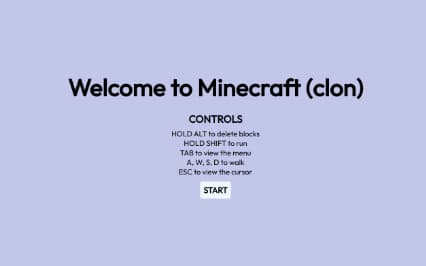 Welcome to Minecraft (clon)
CONTROLS
HOLD ALT to delete blocks
HOLD SHIFT to run
TAB to view the menu
A, W, S, D to walk
ESC to view the cursor
START